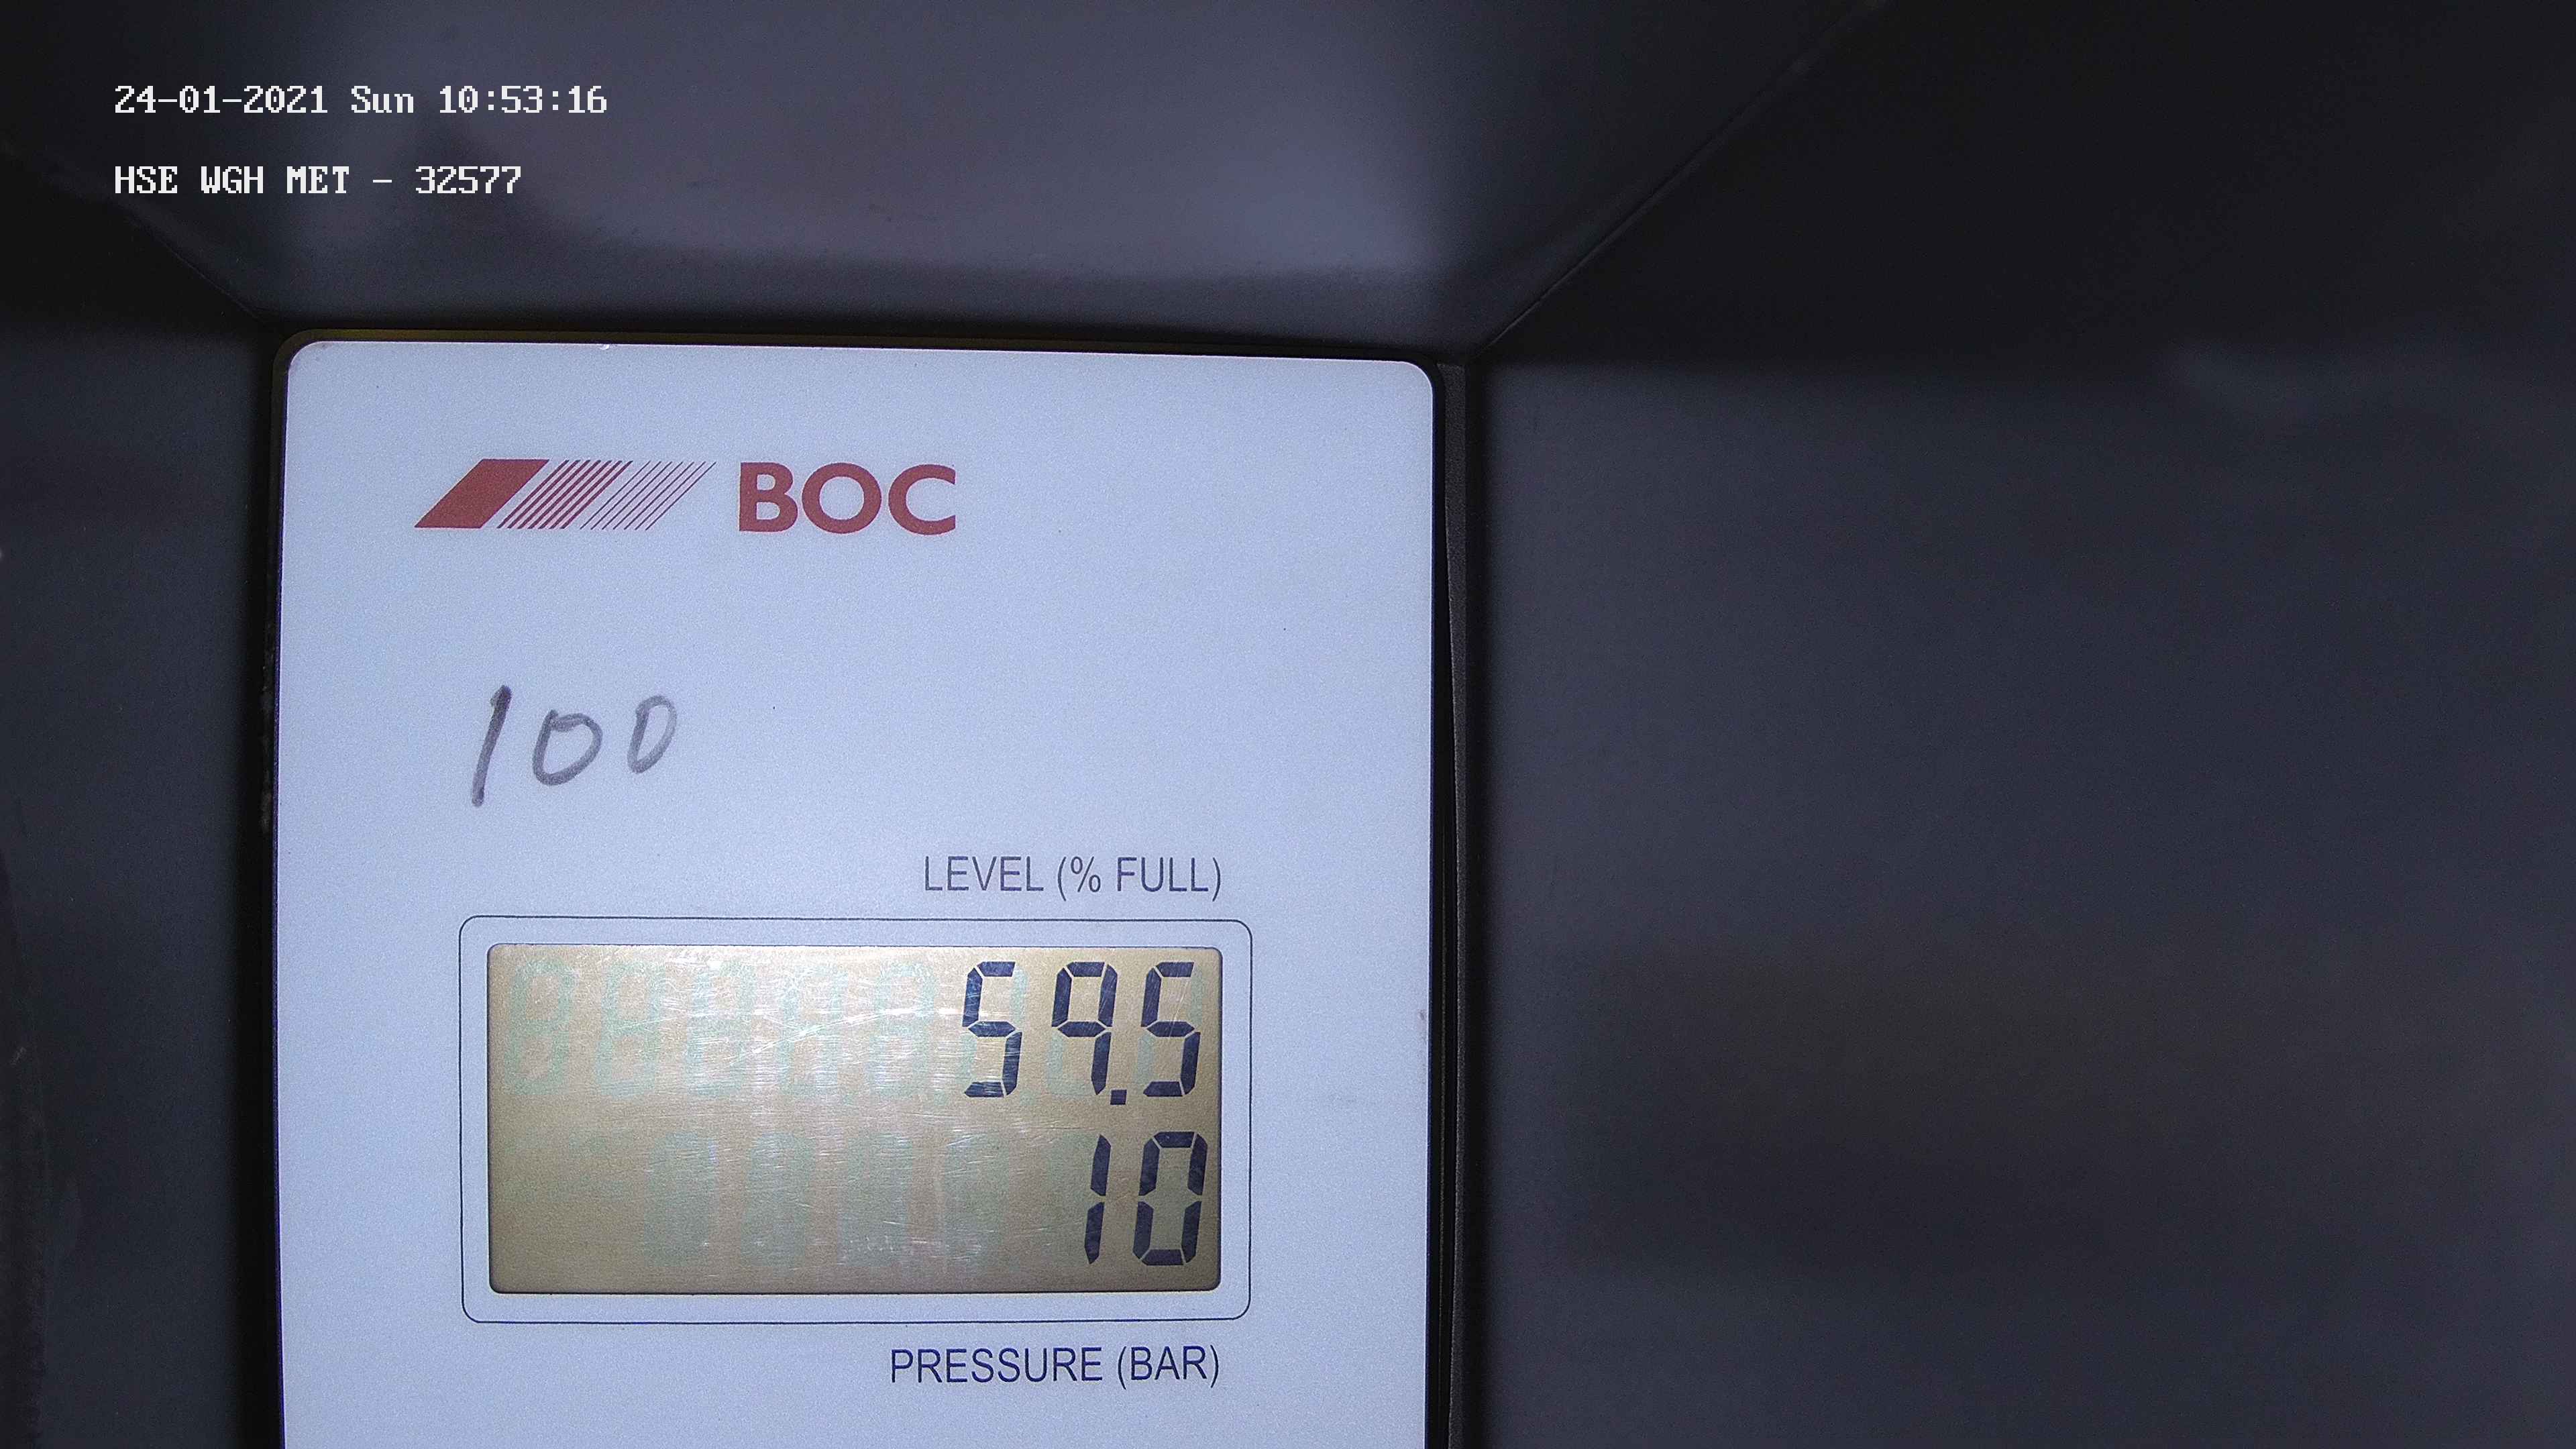 24-01-2021 Sun 10:53:16
HSE WGH MET - 32577
BOC
100
LEVEL (% FULL)
59.5
10
PRESSURE (BAR)